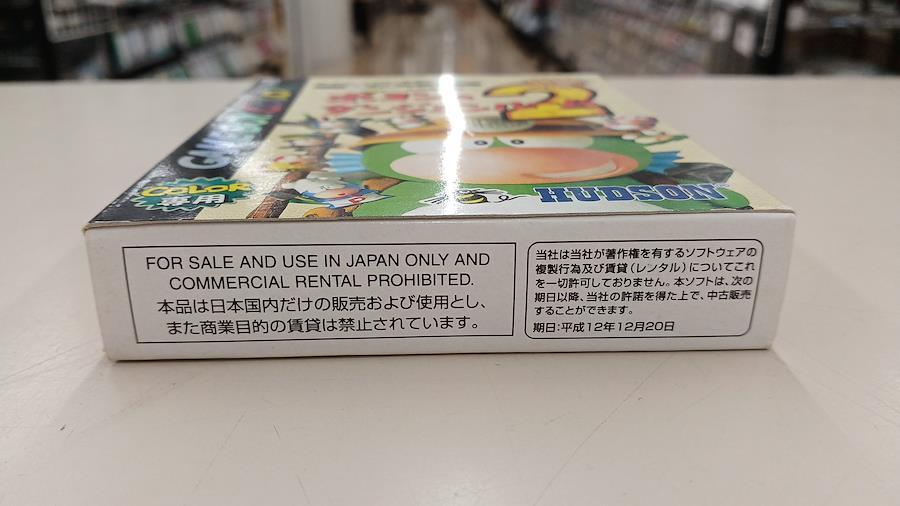 GAMEBOY
COLOR
専用
2
HUDSON
FOR SALE AND USE IN JAPAN ONLY AND
COMMERCIAL RENTAL PROHIBITED.
本品は日本国内だけの販売および使用とし、
また商業目的の賃貸は禁止されています。
当社は当社が著作権を有するソフトウェアの
複製行為及び賃貸(レンタル)についてこれ
を一切許可しておりません。本ソフトは、次の
期日以降、当社の許諾を得た上で、中古販売
することができます。
期日:平成12年12月20日